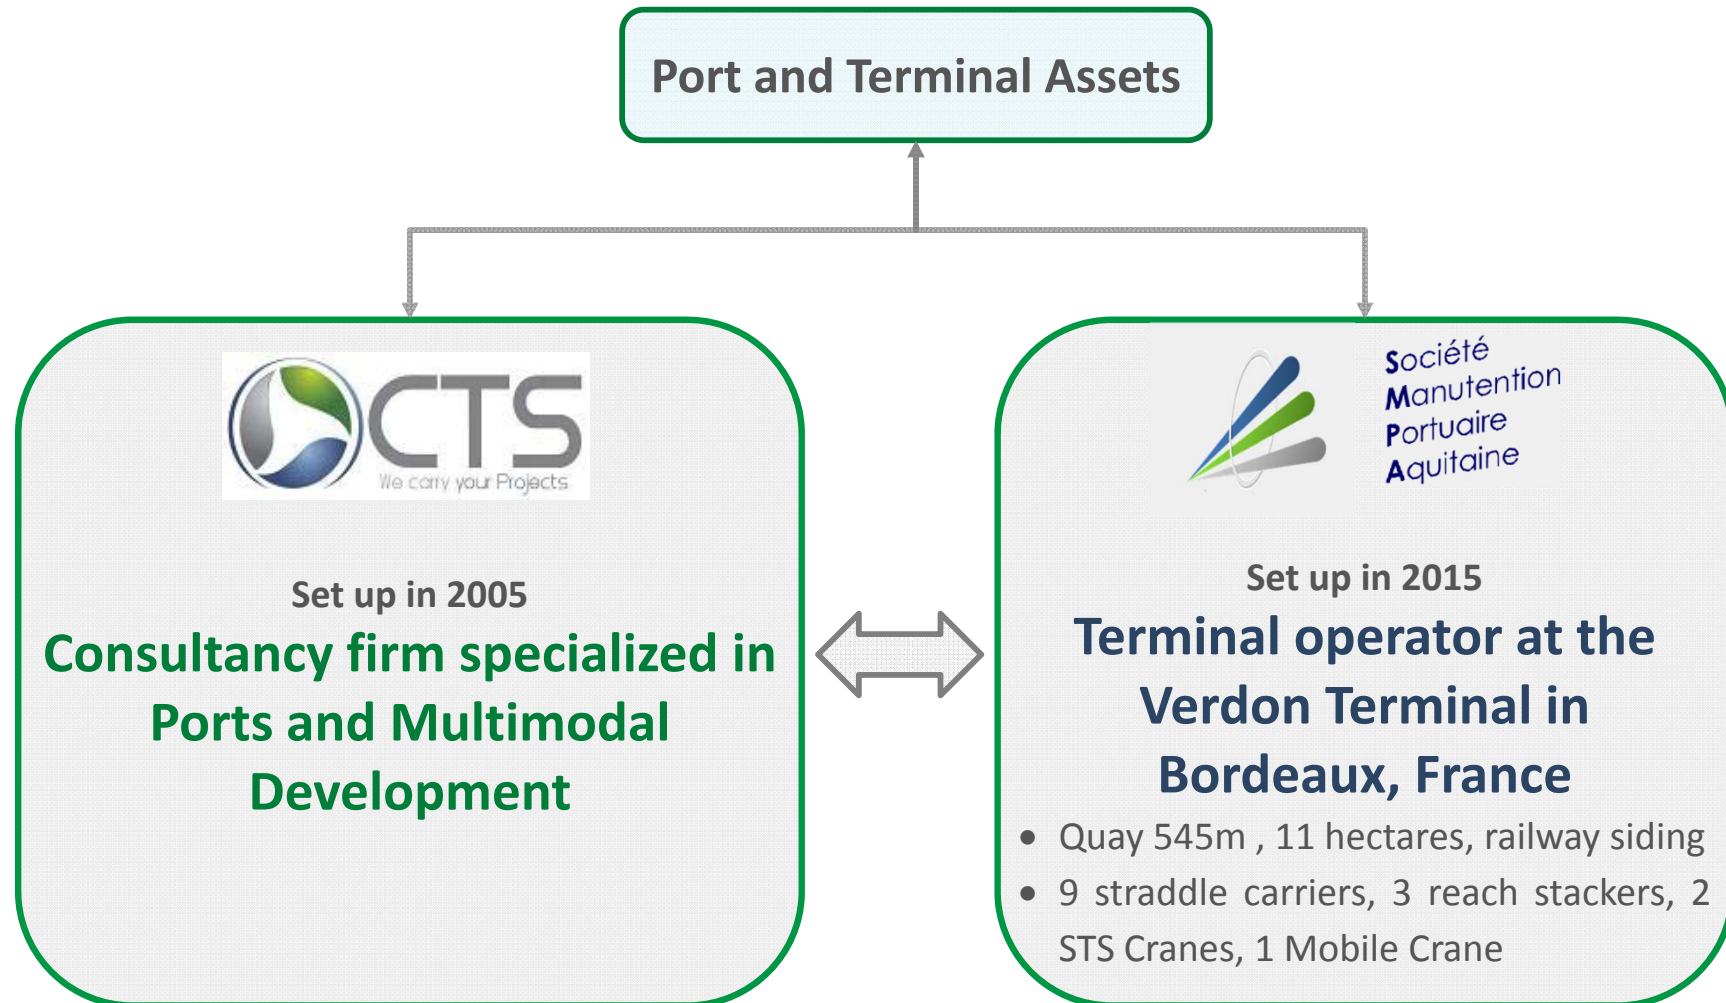 Port and Terminal Assets
CTS
We carry your Projects
Set up in 2005
Consultancy firm specialized in
Ports and Multimodal
Development
Société
Manutention
Portuaire
Aquitaine
Set up in 2015
Terminal operator at the
Verdon Terminal in
Bordeaux, France
• Quay 545m , 11 hectares, railway siding
• 9 straddle carriers, 3 reach stackers, 2
STS Cranes, 1 Mobile Crane